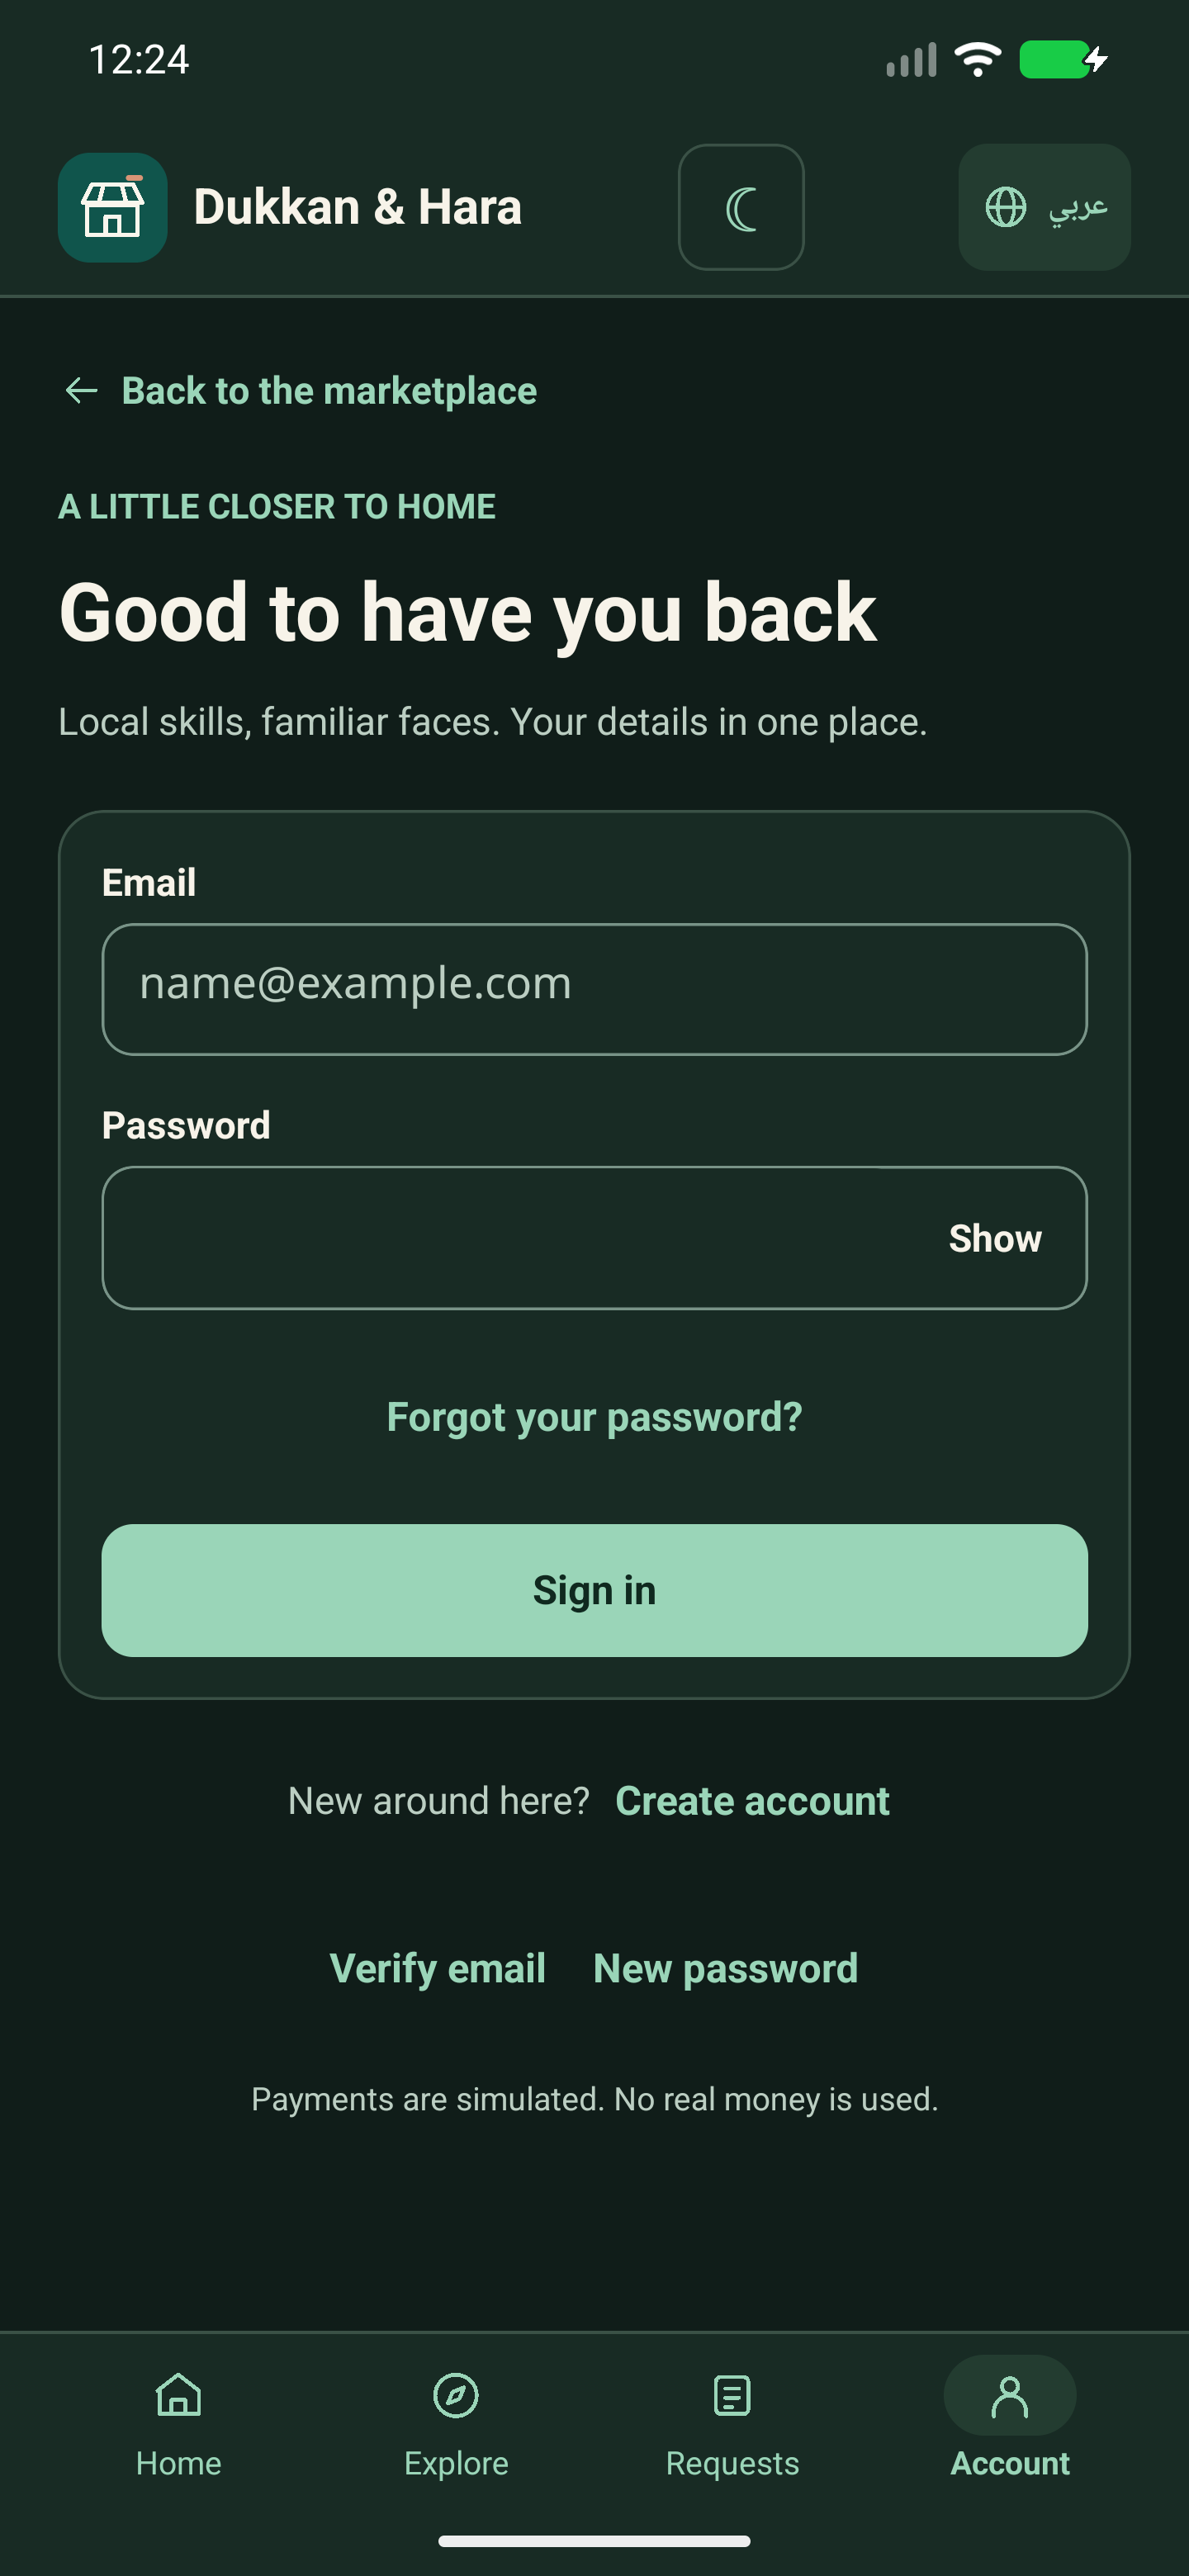 12:24
Dukkan & Hara
عربي
Back to the marketplace
A LITTLE CLOSER TO HOME
Good to have you back
Local skills, familiar faces. Your details in one place.
Email
name@example.com
Password
Show
Forgot your password?
Sign in
New around here? Create account
Verify email New password
Payments are simulated. No real money is used.
Home Explore Requests Account